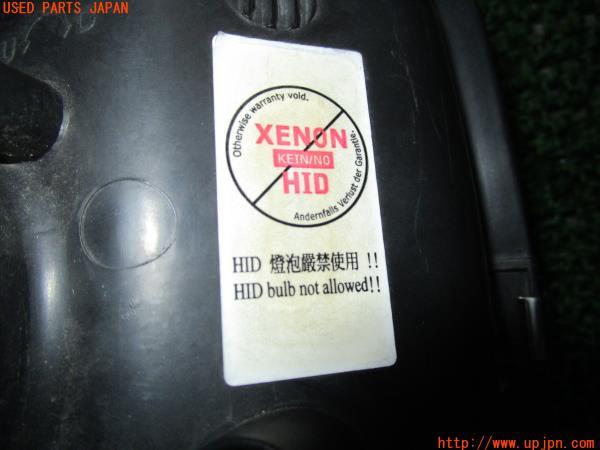 USED PARTS JAPAN
Otherwise warranty void.
XENON
KEIN/NO
HID
Andernfalls Verlust der Garantie.
HID 燈泡嚴禁使用 !!
HID bulb not allowed!!
http://www.upjpn.com